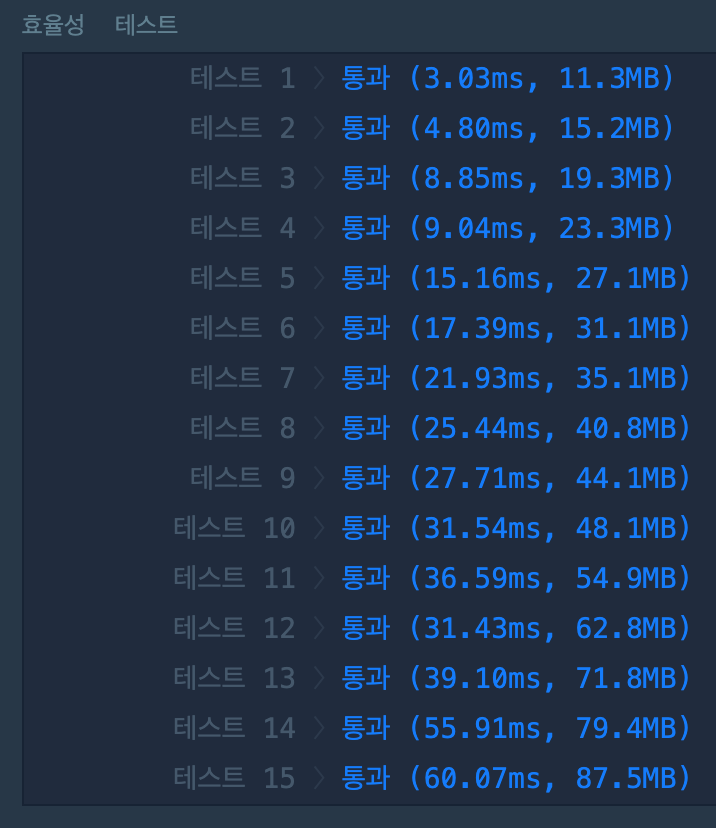 효율성 테스트
테스트 1 〉 통과 (3.03ms, 11.3MB)
테스트 2 〉 통과 (4.80ms, 15.2MB)
테스트 3 〉 통과 (8.85ms, 19.3MB)
테스트 4 〉 통과 (9.04ms, 23.3MB)
테스트 5 〉 통과 (15.16ms, 27.1MB)
테스트 6 〉 통과 (17.39ms, 31.1MB)
테스트 7 〉 통과 (21.93ms, 35.1MB)
테스트 8 〉 통과 (25.44ms, 40.8MB)
테스트 9 〉 통과 (27.71ms, 44.1MB)
테스트 10 〉 통과 (31.54ms, 48.1MB)
테스트 11 〉 통과 (36.59ms, 54.9MB)
테스트 12 〉 통과 (31.43ms, 62.8MB)
테스트 13 〉 통과 (39.10ms, 71.8MB)
테스트 14 〉 통과 (55.91ms, 79.4MB)
테스트 15 〉 통과 (60.07ms, 87.5MB)